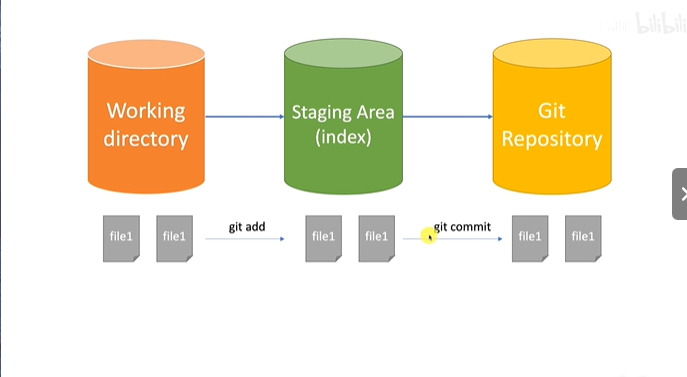 bilibili
Working
directory
Staging Area
(index)
Git
Repository
file1
file1
git add
file1
file1
git commit
file1
file1